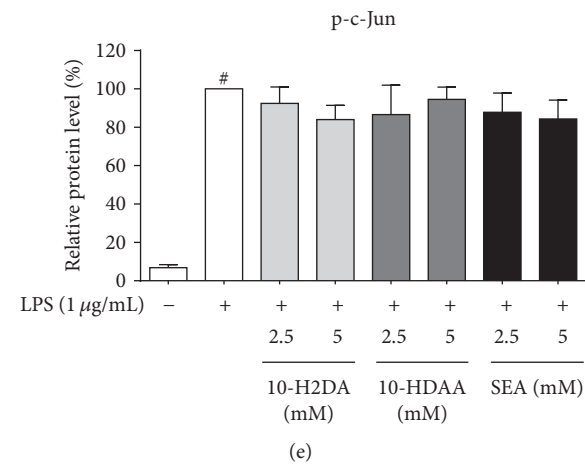 p-c-Jun
Relative protein level (%)
120
100
80
60
40
20
0
#
LPS (1 μg/mL) − + + + + + + +
2.5 5 2.5 5 2.5 5
10-H2DA 10-HDAA SEA (mM)
(mM) (mM)
(e)